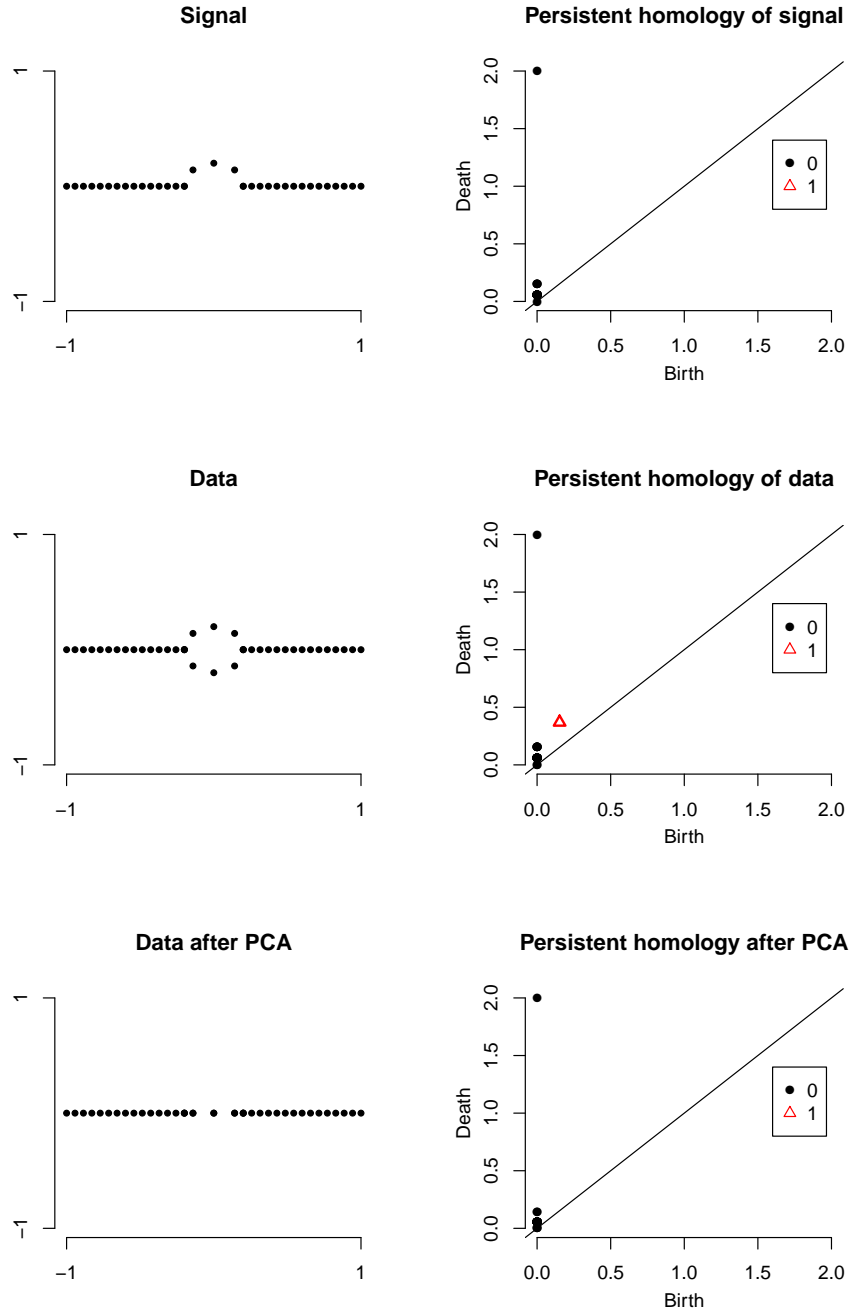 Signal
1
−1
−1 1
Persistent homology of signal
Death
2.0
1.5
1.0
0.5
0.0
0
1
0.0 0.5 1.0 1.5 2.0
Birth
Data
1
−1
−1 1
Persistent homology of data
Death
2.0
1.5
1.0
0.5
0.0
0
1
0.0 0.5 1.0 1.5 2.0
Birth
Data after PCA
1
−1
−1 1
Persistent homology after PCA
Death
2.0
1.5
1.0
0.5
0.0
0
1
0.0 0.5 1.0 1.5 2.0
Birth